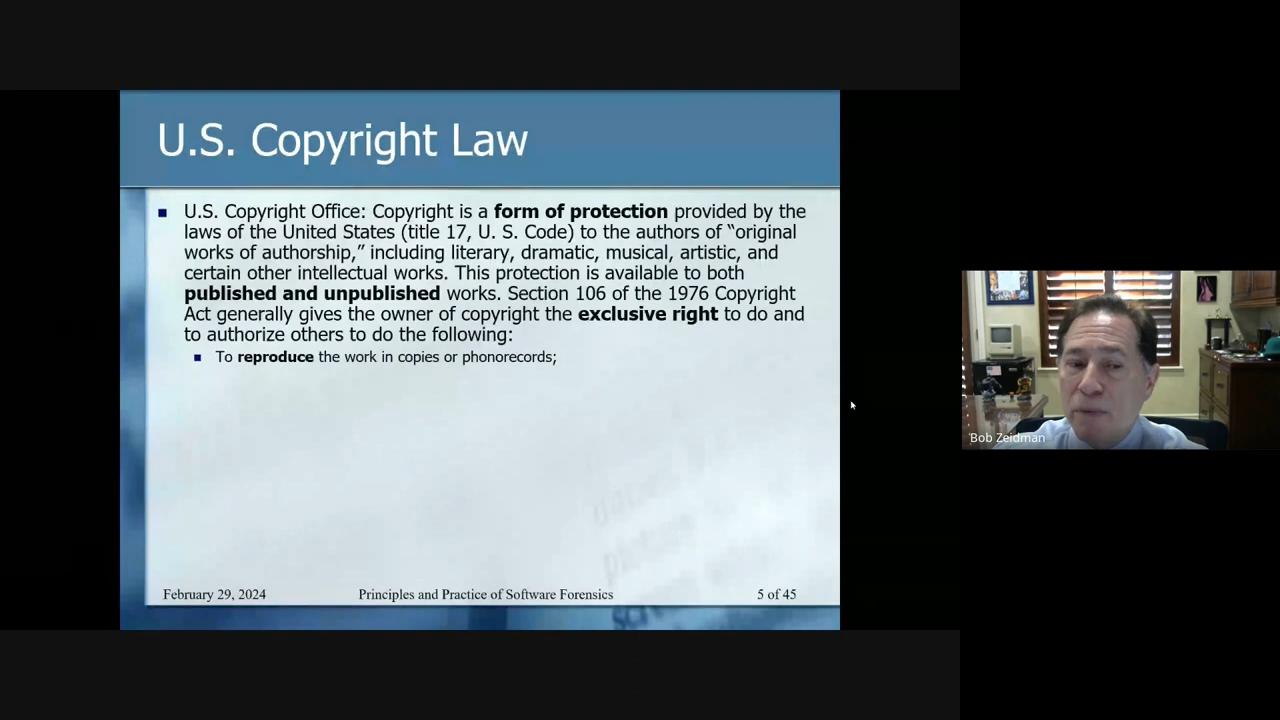 U.S. Copyright Law
U.S. Copyright Office: Copyright is a form of protection provided by the
laws of the United States (title 17, U. S. Code) to the authors of “original
works of authorship,” including literary, dramatic, musical, artistic, and
certain other intellectual works. This protection is available to both
published and unpublished works. Section 106 of the 1976 Copyright
Act generally gives the owner of copyright the exclusive right to do and
to authorize others to do the following:
To reproduce the work in copies or phonorecords;
February 29, 2024 Principles and Practice of Software Forensics 5 of 45
Bob Zeidman